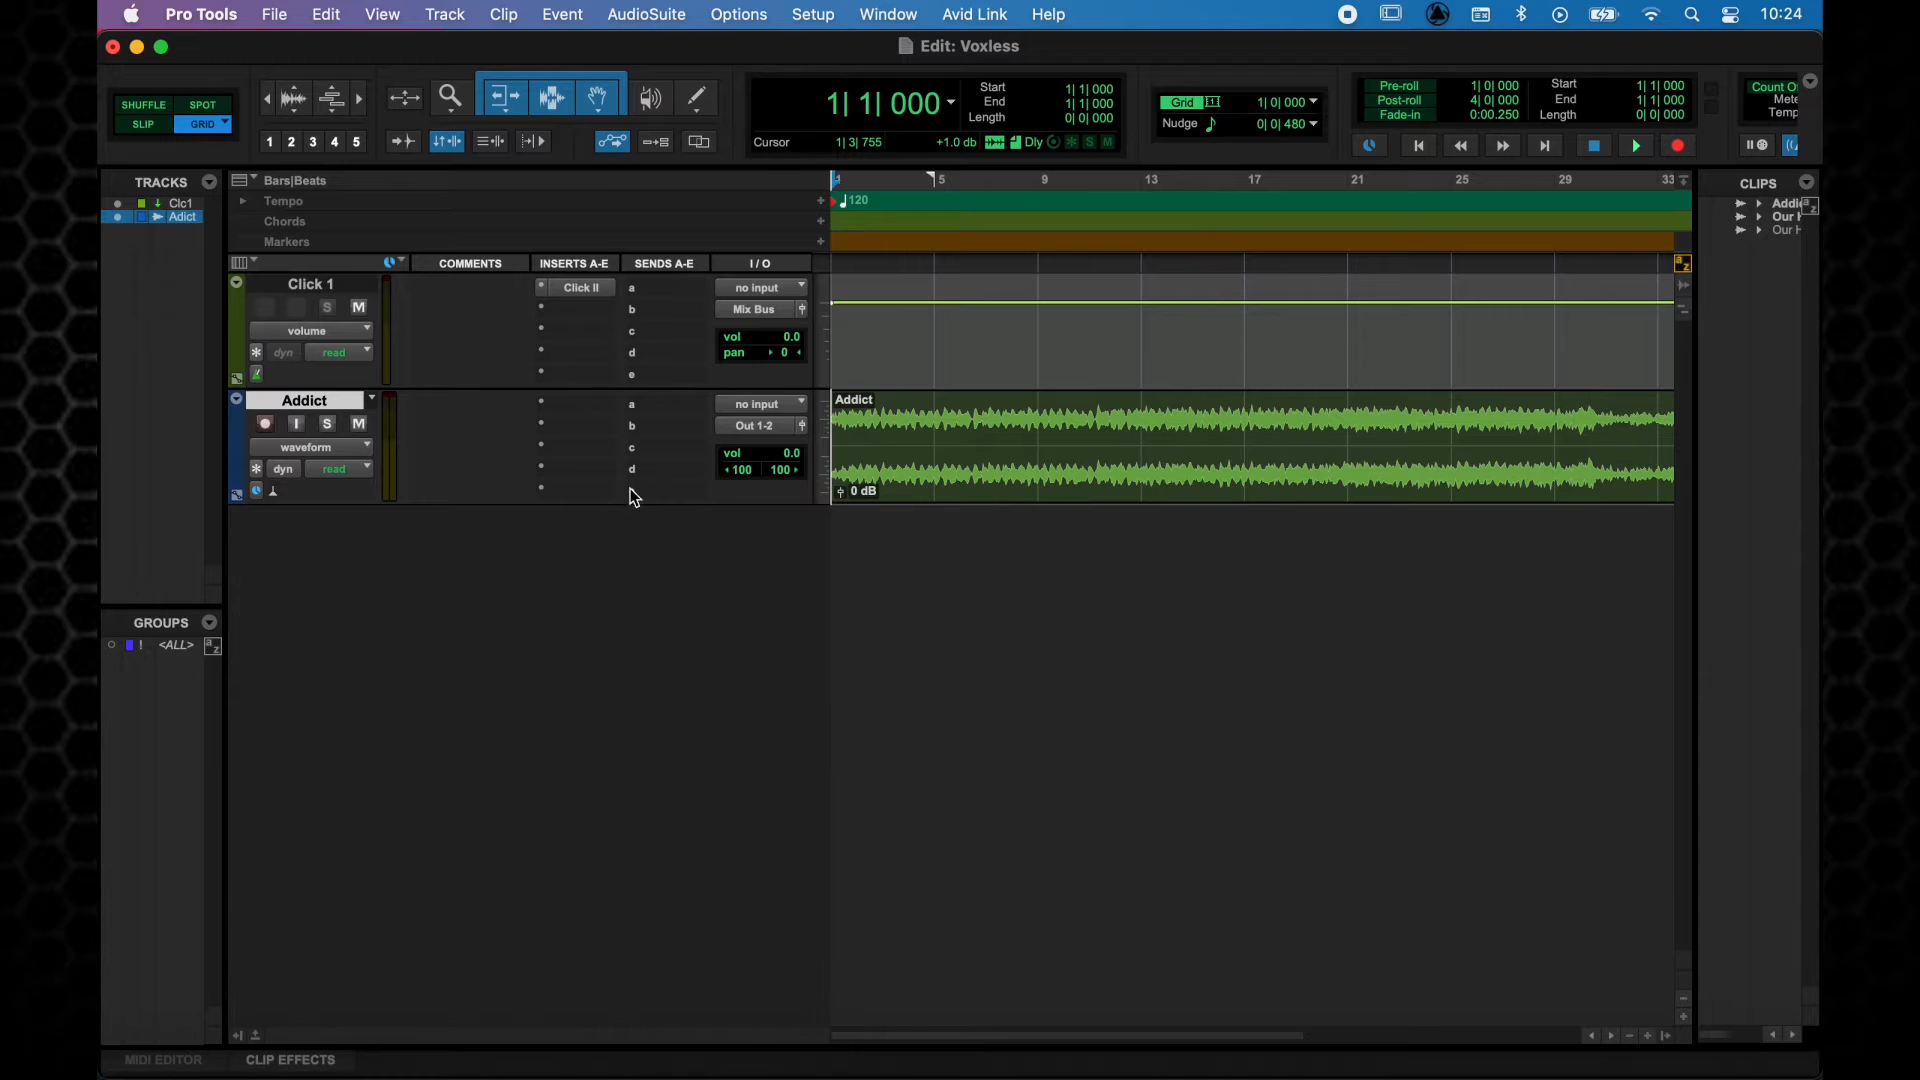 Pro Tools File Edit View Track Clip Event AudioSuite Options Setup Window Avid Link Help 10:24
Edit: Voxless
SHUFFLE SPOT
SLIP GRID
1 2 3 4 5
1| 1| 000
Start 1| 1| 000
End 1| 1| 000
Length 0| 0| 000
Cursor 1| 3| 755 +1.0 db Dly S M
Grid 1| 0| 000
Nudge 0| 0| 480
Pre-roll 1| 0| 000 Start 1| 1| 000
Post-roll 4| 0| 000 End 1| 1| 000
Fade-in 0:00.250 Length 0| 0| 000
Count O
Mete
Temp
TRACKS
Clc1
Adict
Bars|Beats 1 5 9 13 17 21 25 29 33
Tempo 120
Chords
Markers
COMMENTS INSERTS A-E SENDS A-E I / O
Click 1 Click II a no input
S M b Mix Bus
volume c vol 0.0
dyn read d pan 0
e
Addict a no input Addict
I S M b Out 1-2
waveform c vol 0.0
dyn read d 100 100
0 dB
CLIPS
Addi
Our H
Our H
a z
GROUPS
! <ALL> a z
MIDI EDITOR CLIP EFFECTS